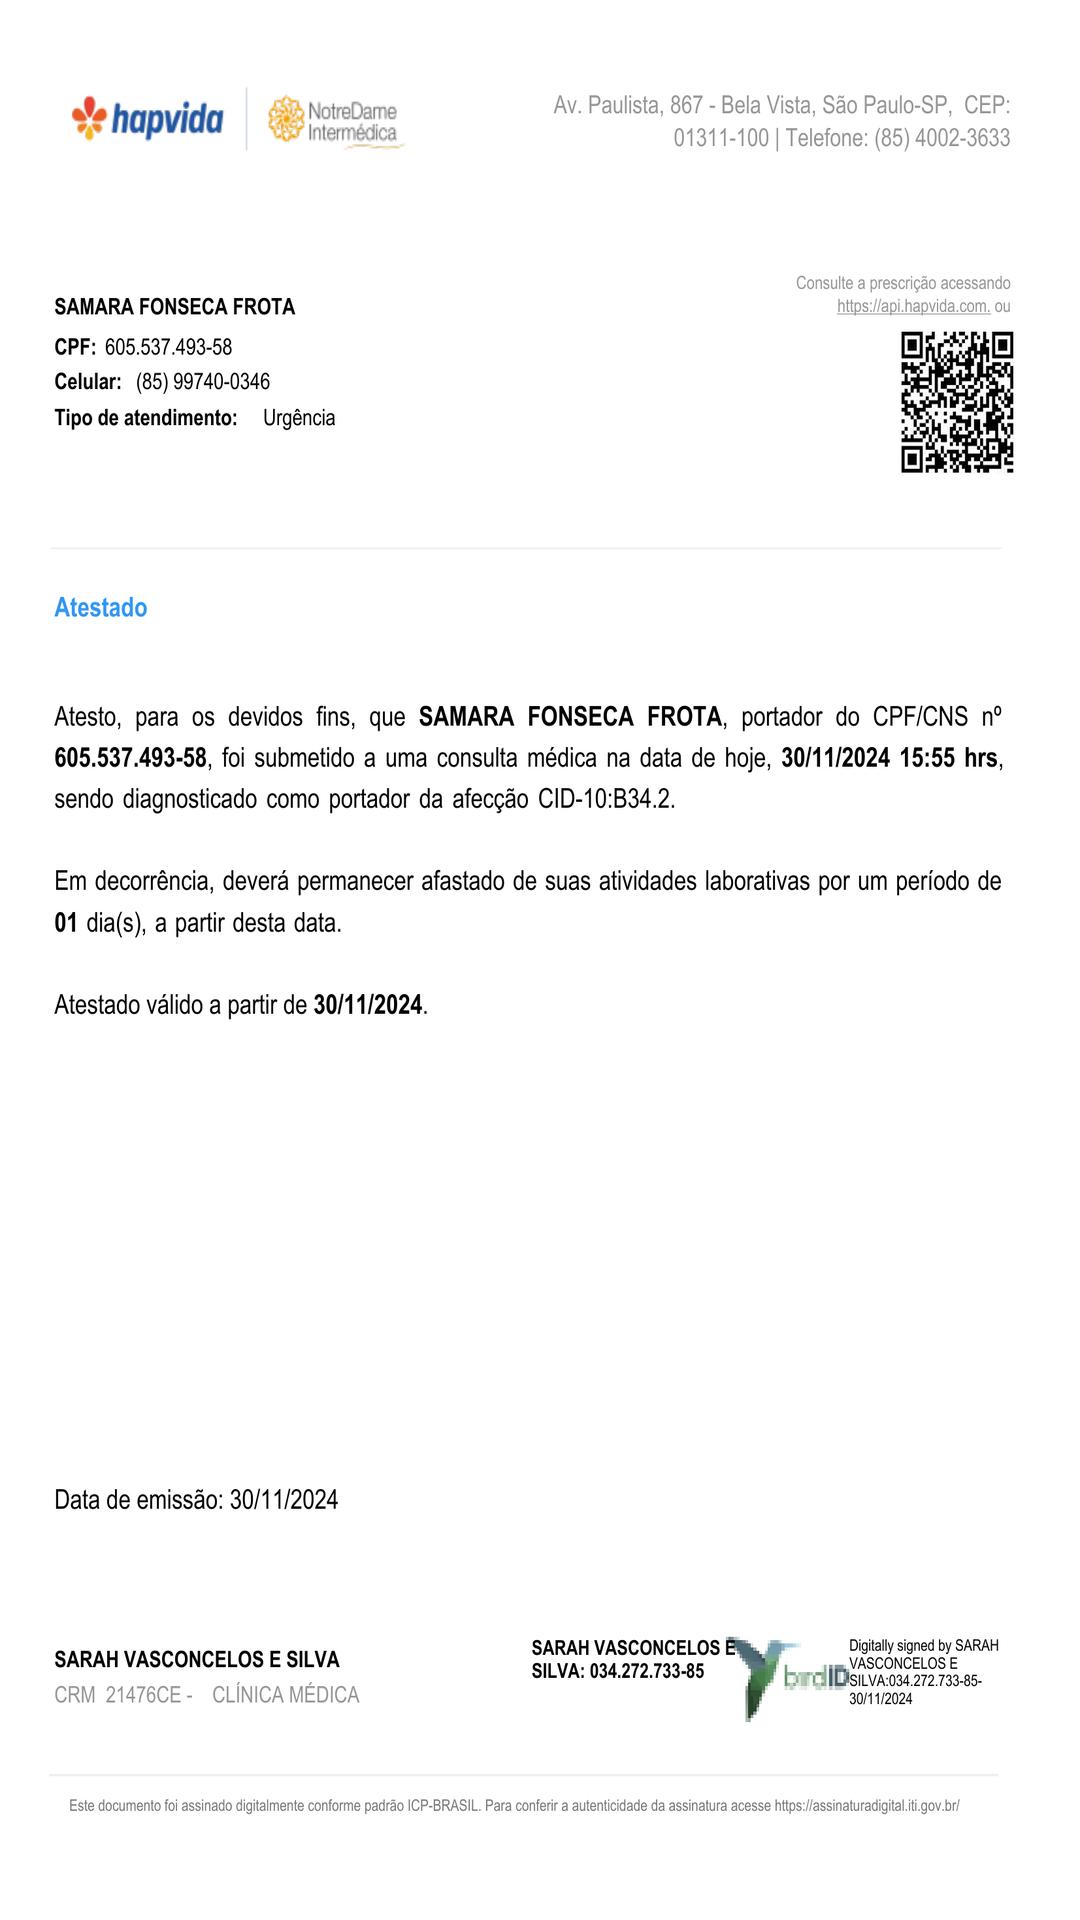 hapvida
NotreDame
Intermédica
Av. Paulista, 867 - Bela Vista, São Paulo-SP, CEP:
01311-100 | Telefone: (85) 4002-3633
Consulte a prescrição acessando
https://api.hapvida.com. ou
SAMARA FONSECA FROTA
CPF: 605.537.493-58
Celular: (85) 99740-0346
Tipo de atendimento: Urgência
Atestado
Atesto, para os devidos fins, que SAMARA FONSECA FROTA, portador do CPF/CNS nº
605.537.493-58, foi submetido a uma consulta médica na data de hoje, 30/11/2024 15:55 hrs,
sendo diagnosticado como portador da afecção CID-10:B34.2.
Em decorrência, deverá permanecer afastado de suas atividades laborativas por um período de
01 dia(s), a partir desta data.
Atestado válido a partir de 30/11/2024.
Data de emissão: 30/11/2024
SARAH VASCONCELOS E SILVA
CRM 21476CE - CLÍNICA MÉDICA
SARAH VASCONCELOS E
SILVA: 034.272.733-85
birdID
Digitally signed by SARAH
VASCONCELOS E
SILVA:034.272.733-85-
30/11/2024
Este documento foi assinado digitalmente conforme padrão ICP-BRASIL. Para conferir a autenticidade da assinatura acesse https://assinaturadigital.iti.gov.br/